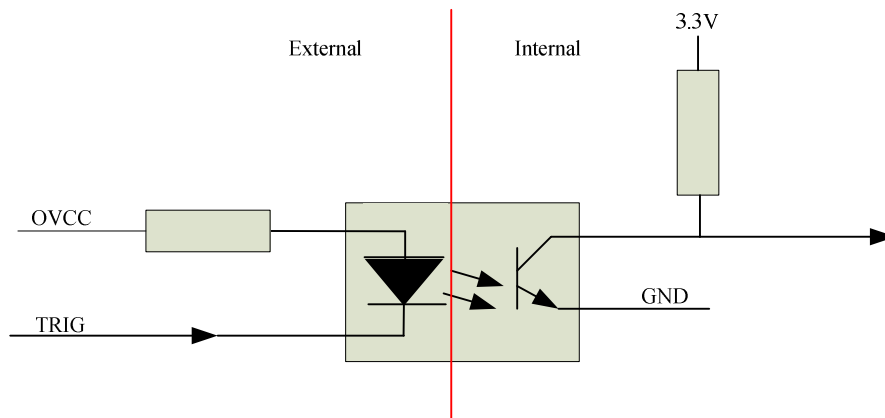 3.3V
External
Internal
OVCC
GND
TRIG